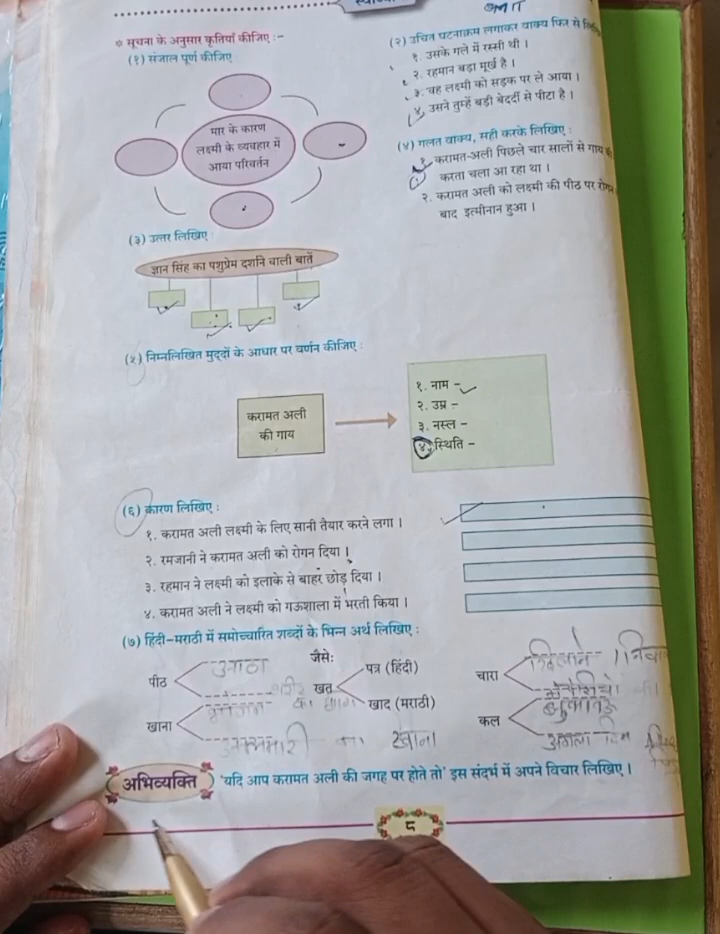 * सूचना के अनुसार कृतियाँ कीजिए :-
(१) संजाल पूर्ण कीजिए
मार के कारण
लक्ष्मी के व्यवहार में
आया परिवर्तन
(२) उचित घटनाक्रम लगाकर वाक्य फिर से
१. उसके गले में रस्सी थी ।
२. रहमान बड़ा मूर्ख है ।
३. वह लक्ष्मी को सड़क पर ले आया ।
४. उसने तुम्हें बड़ी बेदर्दी से पीटा है ।
(३) उत्तर लिखिए :
ज्ञान सिंह का पशुप्रेम दर्शाने वाली बातें
(४) गलत वाक्य, सही करके लिखिए :
१. करामत-अली पिछले चार सालों से गाय
करता चला आ रहा था ।
२. करामत अली को लक्ष्मी की पीठ पर रोगन
बाद इत्मीनान हुआ ।
(५) निम्नलिखित मुद्दों के आधार पर वर्णन कीजिए :
करामत अली
की गाय
१. नाम -
२. उम्र -
३. नस्ल -
४. स्थिति -
(६) कारण लिखिए :
१. करामत अली लक्ष्मी के लिए सानी तैयार करने लगा ।
२. रमजानी ने करामत अली को रोगन दिया ।
३. रहमान ने लक्ष्मी को इलाके से बाहर छोड़ दिया ।
४. करामत अली ने लक्ष्मी को गऊशाला में भरती किया ।
(७) हिंदी-मराठी में समोच्चारित शब्दों के भिन्न अर्थ लिखिए :
जैसे:
पीठ
खत
पत्र (हिंदी)
खाद (मराठी)
चारा
खाना
खाना
कल
अभिव्यक्ति
'यदि आप करामत अली की जगह पर होते तो' इस संदर्भ में अपने विचार लिखिए ।
८